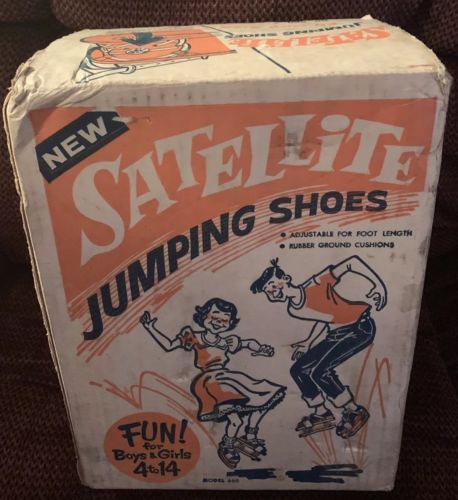 SATELLITE
JUMPING SHOES
NEW
SATELLITE
JUMPING SHOES
• ADJUSTABLE FOR FOOT LENGTH
• RUBBER GROUND CUSHIONS
FUN!
for
Boys & Girls
4 to 14
MODEL